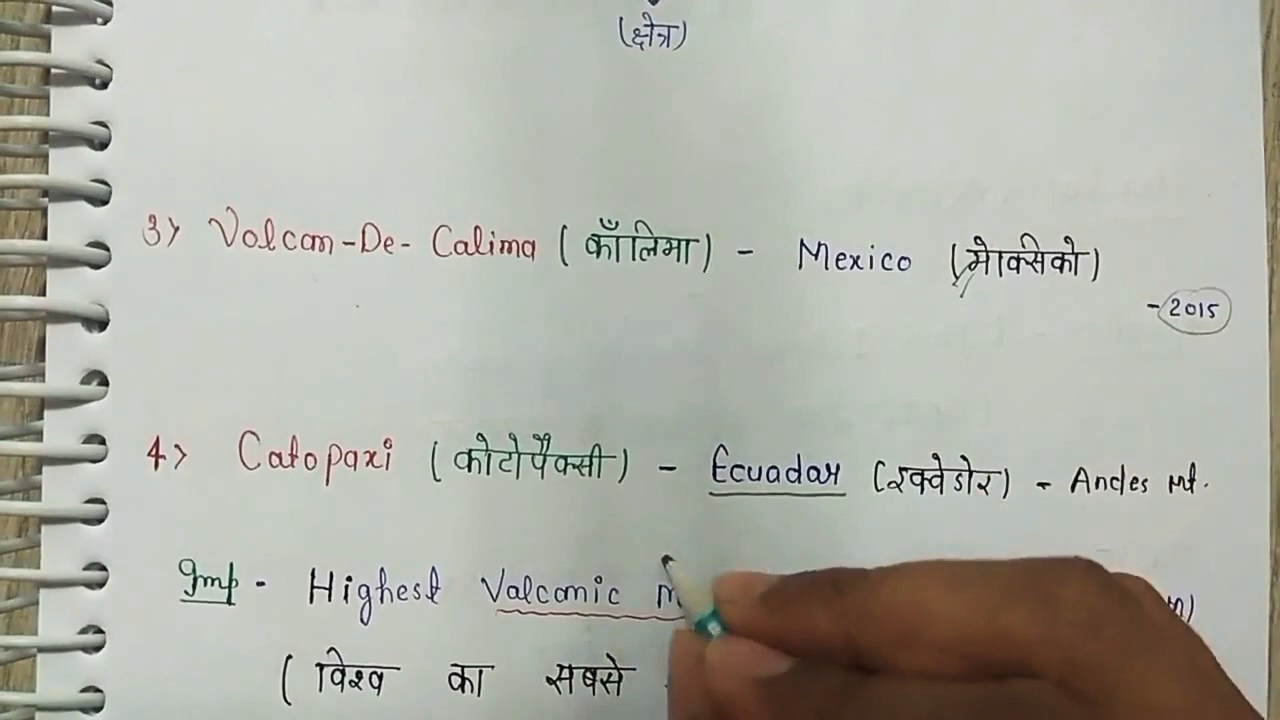 (क्षेत्र)
3> Volcan-De-Calima (काँलिमा) - Mexico (मेक्सिको)
- 2015
4> Catopaxi (कोटोपैक्सी) - Ecuador (इक्वेडोर) - Andes mt.
Imp - Highest Valcanic
( विश्व का सबसे